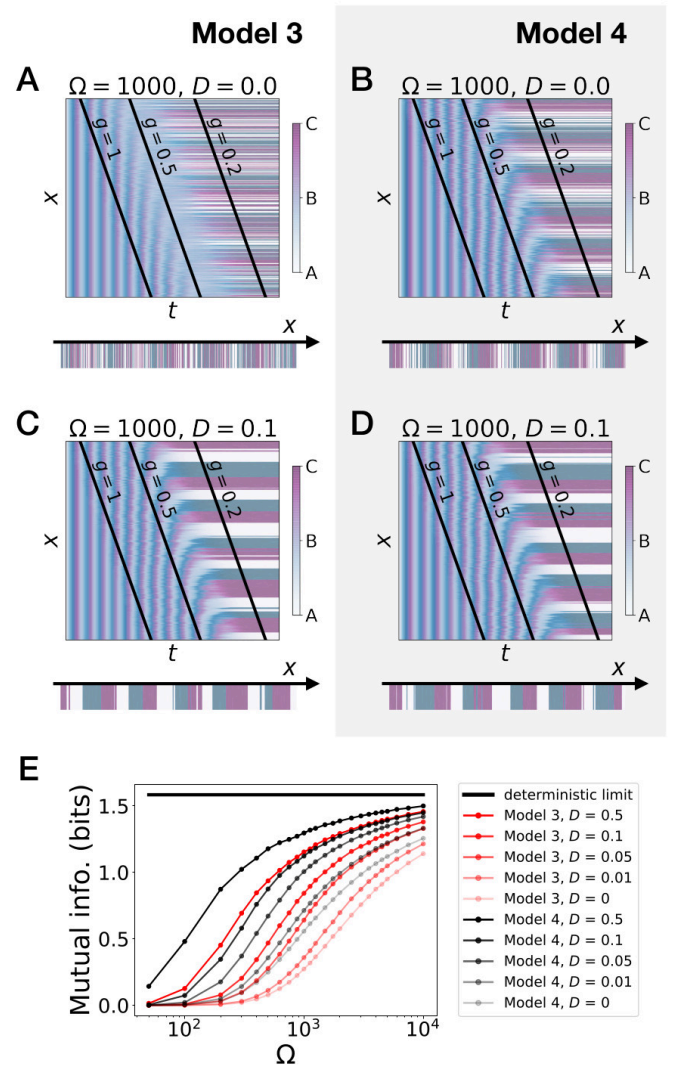 Model 3
Model 4
A
Ω = 1000, D = 0.0
g = 1
g = 0.5
g = 0.2
C
B
A
x
t
x
B
Ω = 1000, D = 0.0
g = 1
g = 0.5
g = 0.2
C
B
A
x
t
x
C
Ω = 1000, D = 0.1
g = 1
g = 0.5
g = 0.2
C
B
A
x
t
x
D
Ω = 1000, D = 0.1
g = 1
g = 0.5
g = 0.2
C
B
A
x
t
x
E
Mutual info. (bits)
1.5
1.0
0.5
0.0
10²
10³
10⁴
Ω
deterministic limit
Model 3, D = 0.5
Model 3, D = 0.1
Model 3, D = 0.05
Model 3, D = 0.01
Model 3, D = 0
Model 4, D = 0.5
Model 4, D = 0.1
Model 4, D = 0.05
Model 4, D = 0.01
Model 4, D = 0